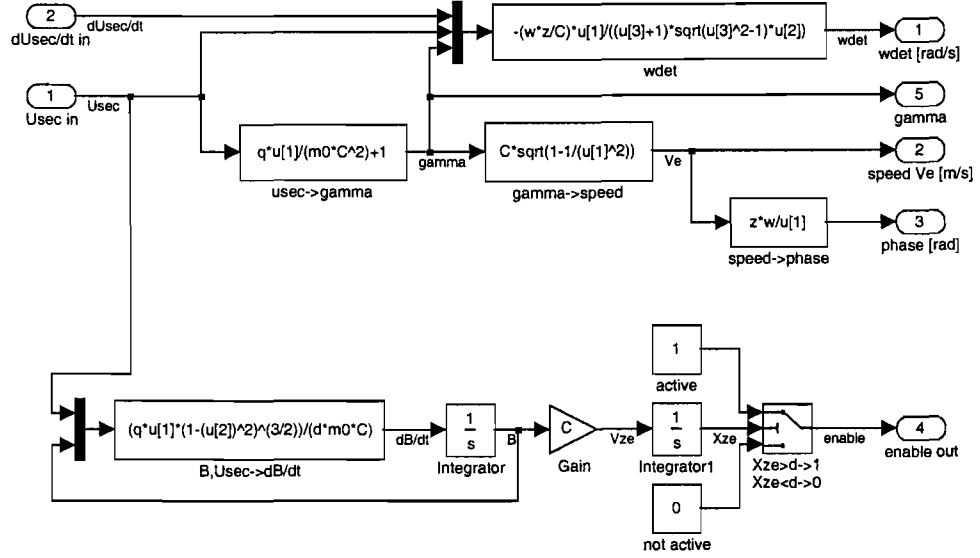 2
dUsec/dt in
dUsec/dt
-(w*z/C)*u[1]/((u[3]+1)*sqrt(u[3]^2-1)*u[2])
wdet
wdet
1
wdet [rad/s]
1
Usec in
Usec
5
gamma
q*u[1]/(m0*C^2)+1
usec->gamma
gamma
C*sqrt(1-1/(u[1]^2))
gamma->speed
Ve
2
speed Ve [m/s]
z*w/u[1]
speed->phase
3
phase [rad]
1
active
(q*u[1]*(1-(u[2])^2)^(3/2))/(d*m0*C)
B,Usec->dB/dt
dB/dt
1
s
Integrator
B
C
Gain
Vze
1
s
Integrator1
Xze
Xze>d->1
Xze<d->0
enable
4
enable out
0
not active